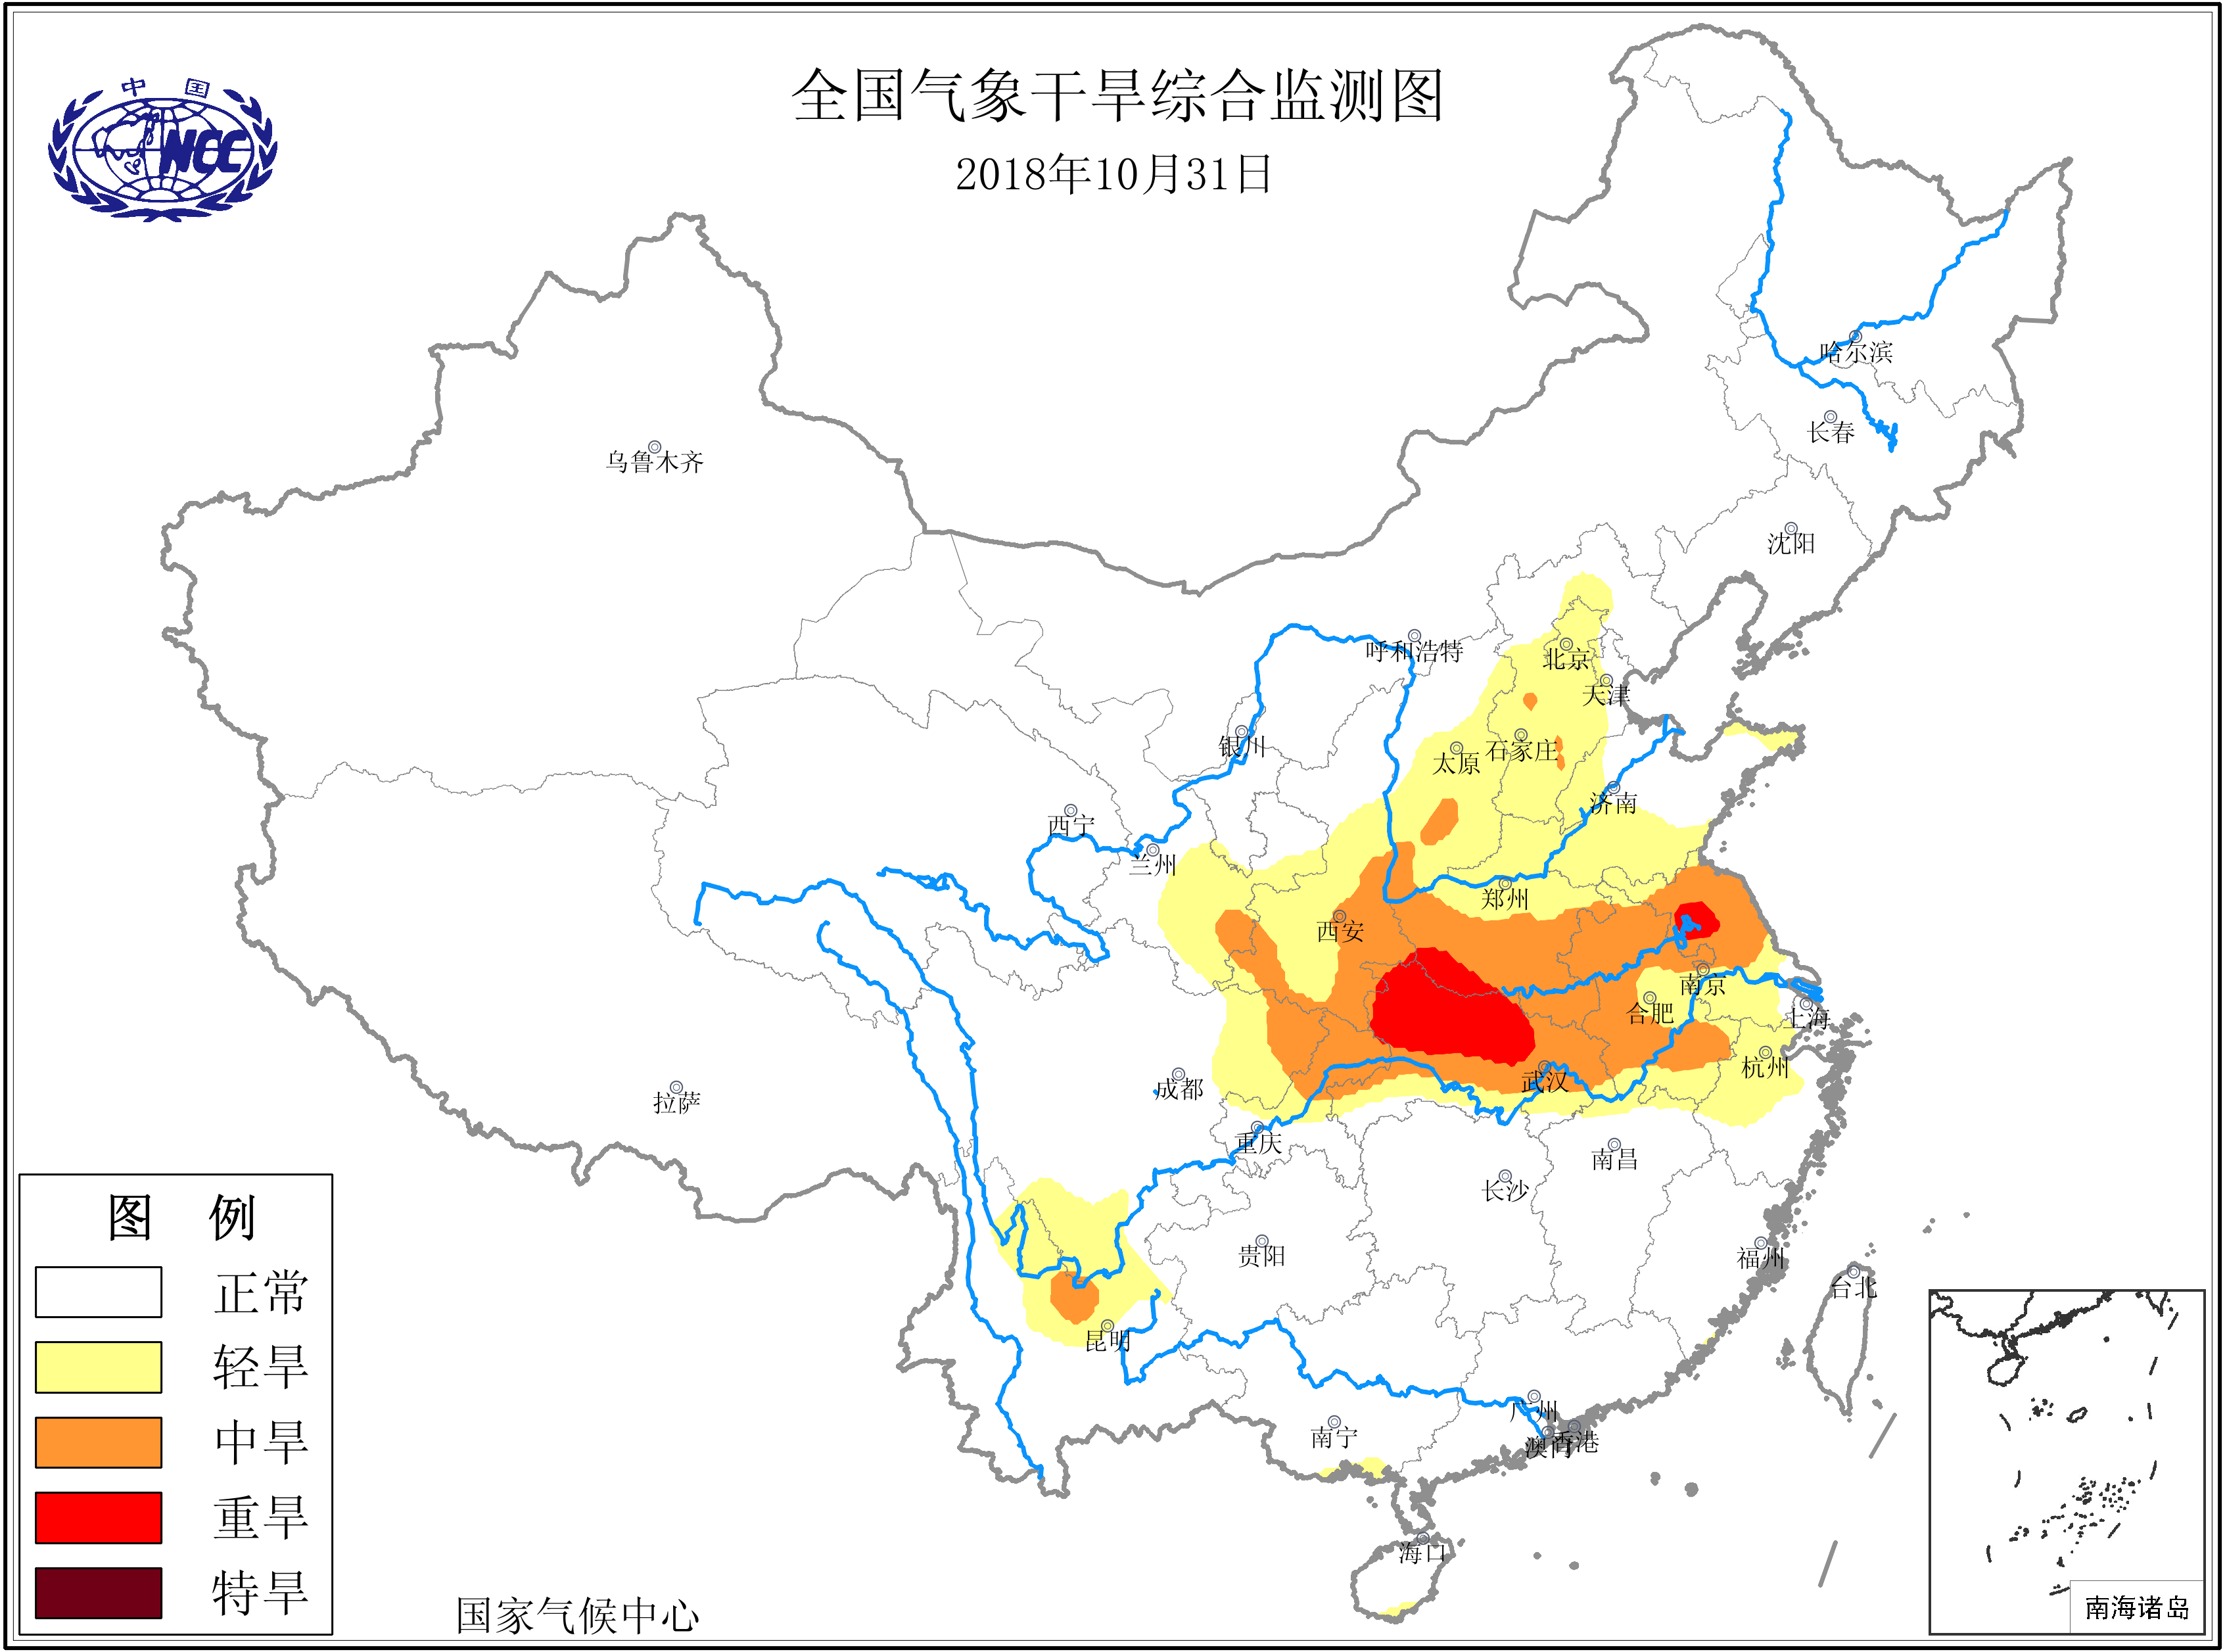 中 国
NCC
全国气象干旱综合监测图
2018年10月31日
哈尔滨
长春
乌鲁木齐
沈阳
呼和浩特
北京
天津
银川
石家庄
太原
济南
西宁
兰州
郑州
西安
南京
合肥
上海
杭州
武汉
成都
拉萨
重庆
南昌
长沙
贵阳
福州
台北
昆明
广州
南宁
澳门
香港
海口
图 例
正常
轻旱
中旱
重旱
特旱
国家气候中心
南海诸岛